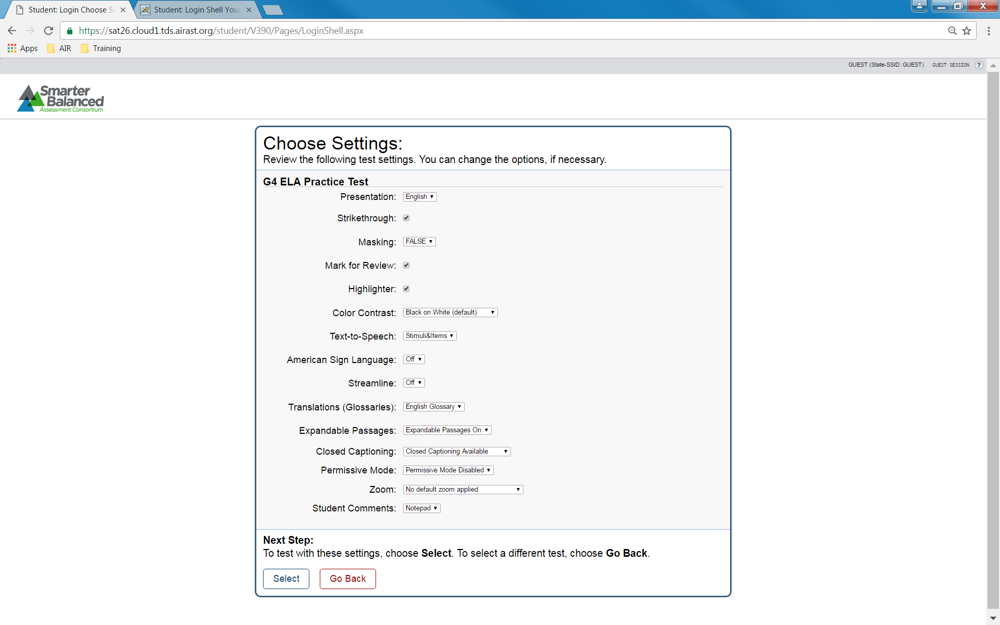 Student: Login Choose S
Student: Login Shell You
https://sat26.cloud1.tds.airast.org/student/V390/Pages/LoginShell.aspx
Apps AIR Training
GUEST (State-SSID: GUEST) GUEST SESSION ?
Smarter
Balanced
Assessment Consortium
Choose Settings:
Review the following test settings. You can change the options, if necessary.
G4 ELA Practice Test
Presentation: English
Strikethrough:
Masking: FALSE
Mark for Review:
Highlighter:
Color Contrast: Black on White (default)
Text-to-Speech: Stimuli&Items
American Sign Language: Off
Streamline: Off
Translations (Glossaries): English Glossary
Expandable Passages: Expandable Passages On
Closed Captioning: Closed Captioning Available
Permissive Mode: Permissive Mode Disabled
Zoom: No default zoom applied
Student Comments: Notepad
Next Step:
To test with these settings, choose Select. To select a different test, choose Go Back.
Select Go Back